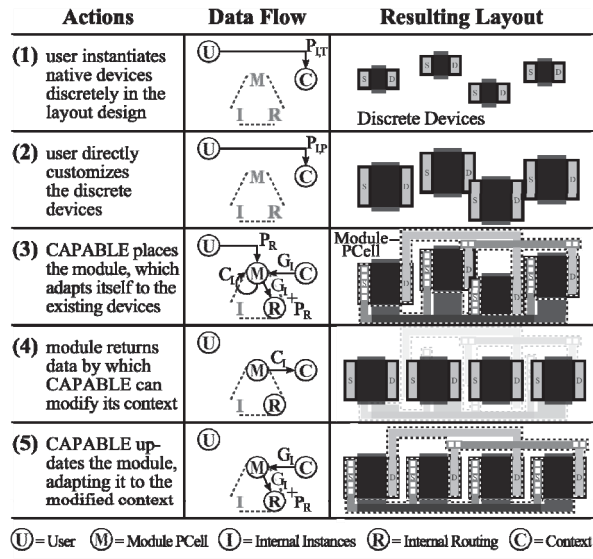 Actions Data Flow Resulting Layout
(1) user instantiates native devices discretely in the layout design
U P_I,T C M I R
S D S D S D S D
Discrete Devices
(2) user directly customizes the discrete devices
U P_I,P C M I R
S D S D S D S D
(3) CAPABLE places the module, which adapts itself to the existing devices
U P_R C_I M G_I C G_I+P_R I R
Module PCell
(4) module returns data by which CAPABLE can modify its context
U M C_I C I R
S D S D S D S D
(5) CAPABLE up-dates the module, adapting it to the modified context
U M G_I C G_I+P_R I R
U = User M = Module PCell I = Internal Instances R = Internal Routing C = Context